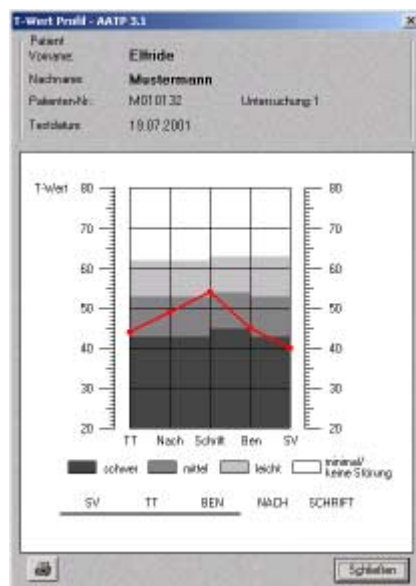 T-Wert Profil - AATP 3.1
Patient
Vorname: Elfride
Nachname: Mustermann
Patienten-Nr.: M010132 Untersuchung: 1
Testdatum: 19.07.2001
T-Wert 80 80
70 70
60 60
50 50
40 40
30 30
20 20
TT Nach Schrift Ben SV
schwer mittel leicht minimal/
keine Störung
SV TT BEN NACH SCHRIFT
Schließen